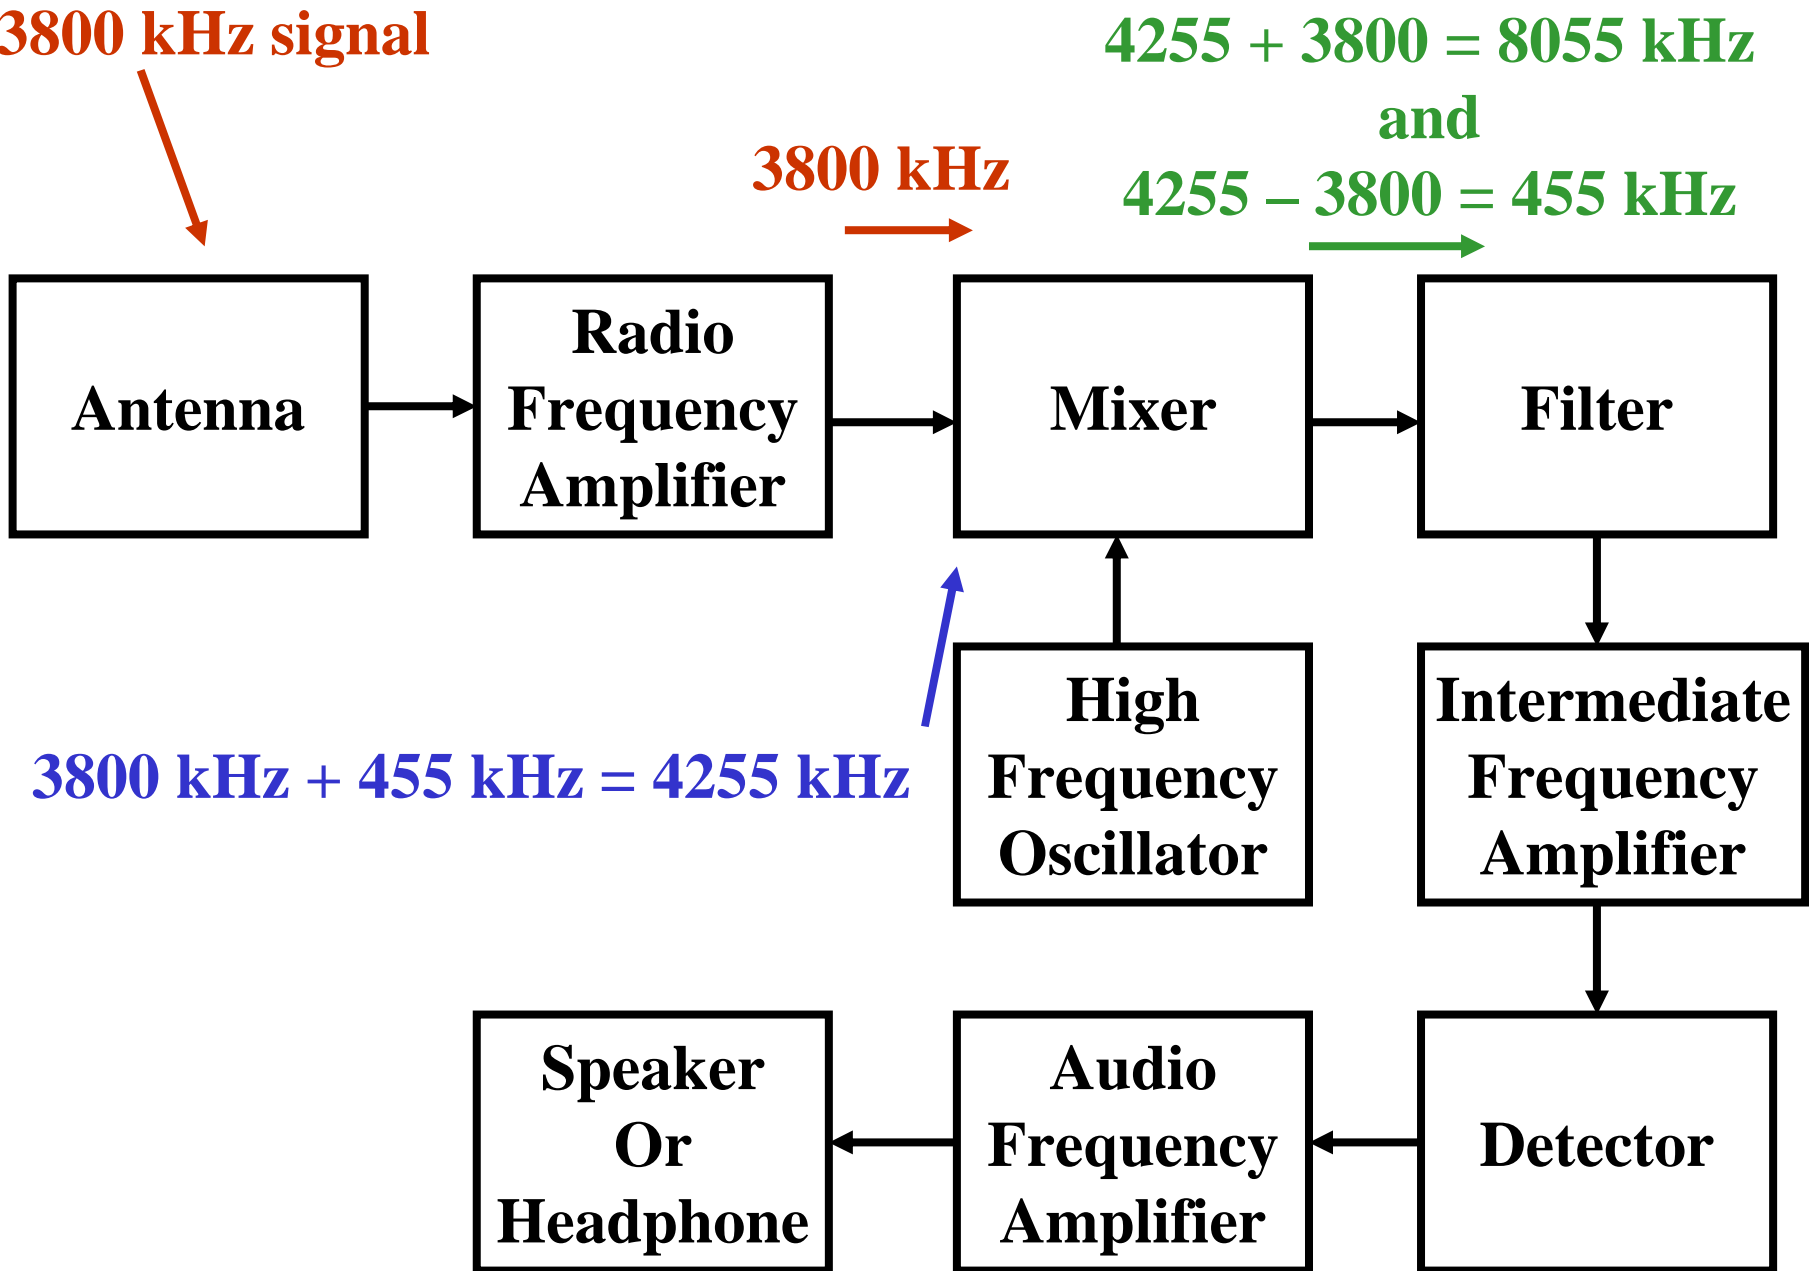 3800 kHz signal
4255 + 3800 = 8055 kHz
and
4255 – 3800 = 455 kHz
3800 kHz
Antenna
Radio
Frequency
Amplifier
Mixer
Filter
3800 kHz + 455 kHz = 4255 kHz
High
Frequency
Oscillator
Intermediate
Frequency
Amplifier
Speaker
Or
Headphone
Audio
Frequency
Amplifier
Detector